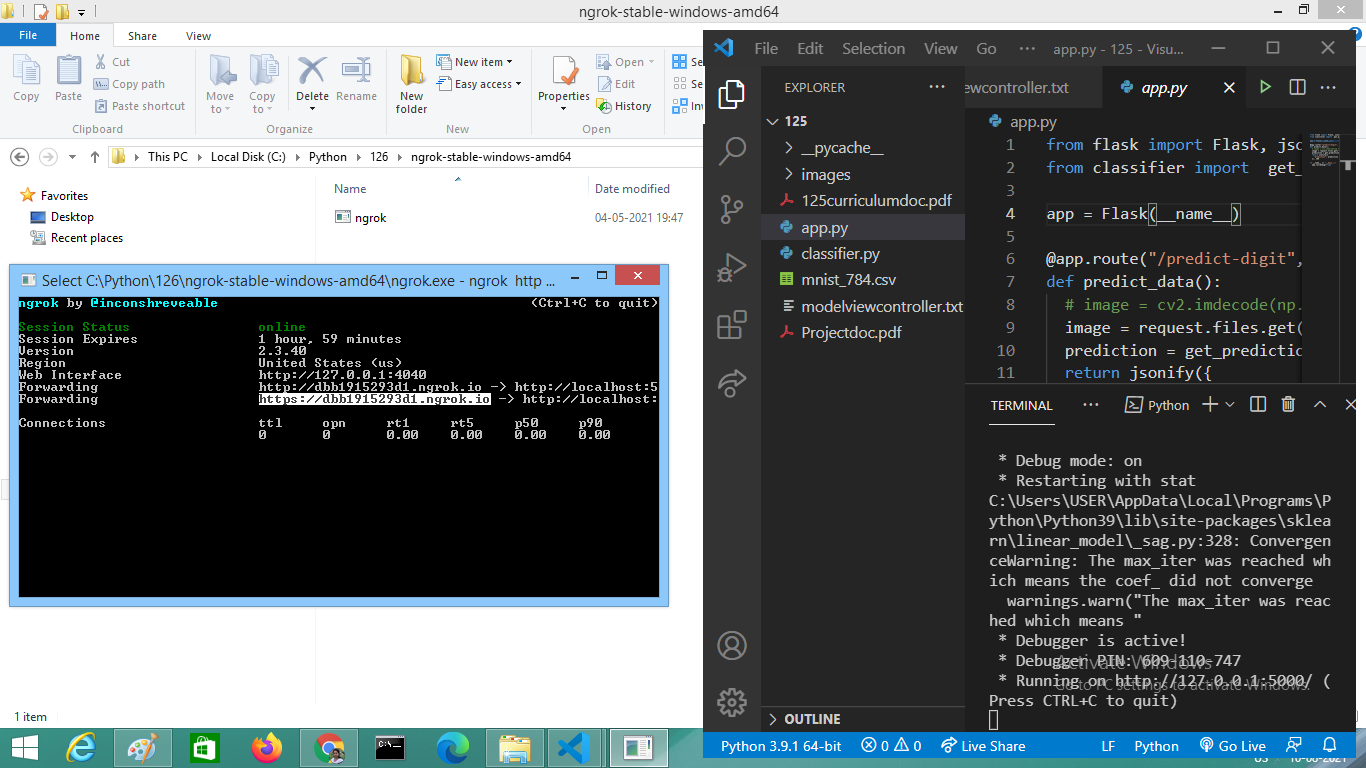 ngrok-stable-windows-amd64
File Home Share View
Copy
Paste
Cut
Copy path
Paste shortcut
Clipboard
Move to
Copy to
Delete
Rename
Organize
New folder
New item
Easy access
New
Properties
Open
Edit
History
Open
Se
Se
Inv
This PC Local Disk (C:) Python 126 ngrok-stable-windows-amd64
Favorites
Desktop
Recent places
Name Date modified
ngrok 04-05-2021 19:47
Select C:\Python\126\ngrok-stable-windows-amd64\ngrok.exe - ngrok http ...
ngrok by @inconshreveable (Ctrl+C to quit)
Session Status online
Session Expires 1 hour, 59 minutes
Version 2.3.40
Region United States (us)
Web Interface http://127.0.0.1:4040
Forwarding http://dbb1915293d1.ngrok.io -> http://localhost:5
Forwarding https://dbb1915293d1.ngrok.io -> http://localhost:
Connections ttl opn rt1 rt5 p50 p90
0 0 0.00 0.00 0.00 0.00
1 item
File Edit Selection View Go ··· app.py - 125 - Visu...
EXPLORER ···
125
__pycache__
images
125curriculumdoc.pdf
app.py
classifier.py
mnist_784.csv
modelviewcontroller.txt
Projectdoc.pdf
OUTLINE
ewcontroller.txt app.py
app.py
1 from flask import Flask, jso
2 from classifier import get_
3
4 app = Flask(__name__)
5
6 @app.route("/predict-digit",
7 def predict_data():
8 # image = cv2.imdecode(np.
9 image = request.files.get(
10 prediction = get_predictio
11 return jsonify({
TERMINAL ··· Python
* Debug mode: on
* Restarting with stat
C:\Users\USER\AppData\Local\Programs\P
ython\Python39\lib\site-packages\sklea
rn\linear_model\_sag.py:328: Convergen
ceWarning: The max_iter was reached wh
ich means the coef_ did not converge
warnings.warn("The max_iter was reac
hed which means "
* Debugger is active!
* Debugger PIN: 609-110-747
* Running on http://127.0.0.1:5000/ (
Press CTRL+C to quit)
Activate Windows
Go to PC settings to activate Windows.
Python 3.9.1 64-bit 0 0 Live Share LF Python Go Live